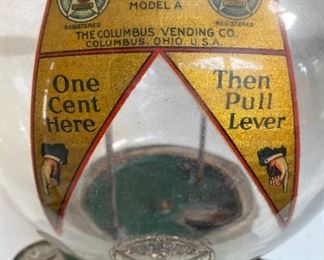 MODEL A
REGISTERED REGISTERED
THE COLUMBUS VENDING CO.
COLUMBUS, OHIO, U.S.A.
One
Cent
Here
Then
Pull
Lever